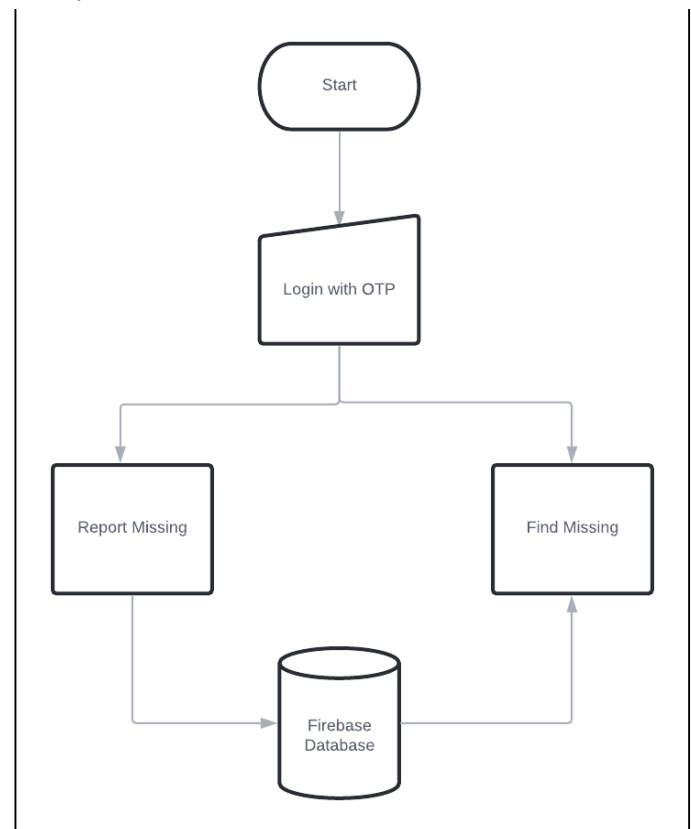 Start
Login with OTP
Report Missing
Find Missing
Firebase
Database